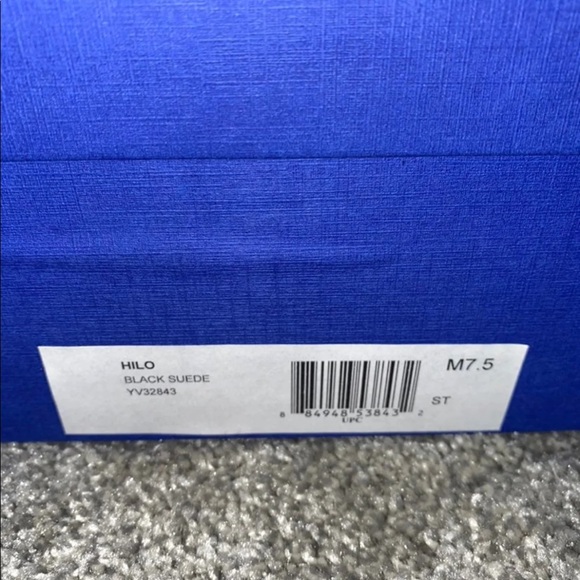 HILO
BLACK SUEDE
YV32843
8 84948 53843 2
UPC
M7.5
ST